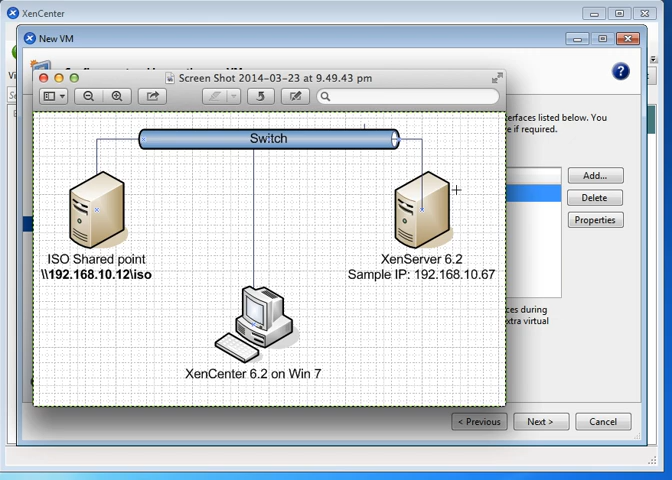 XenCenter
New VM
Screen Shot 2014-03-23 at 9.49.43 pm
erfaces listed below. You
e if required.
Switch
Add...
Delete
Properties
ISO Shared point
\\192.168.10.12\iso
XenServer 6.2
Sample IP: 192.168.10.67
ces during
extra virtual
XenCenter 6.2 on Win 7
< Previous
Next >
Cancel